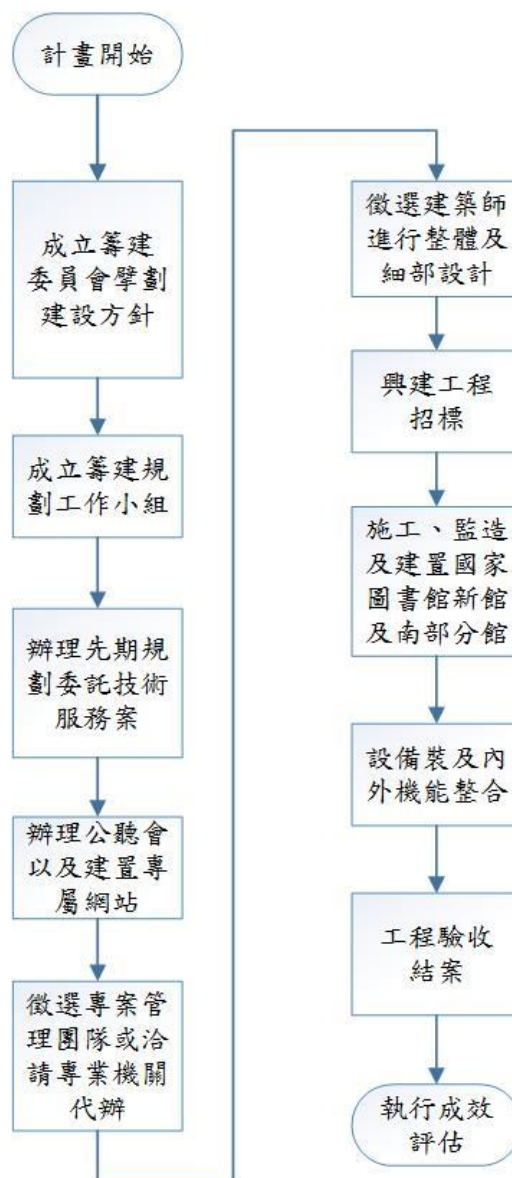 計畫開始
成立籌建
委員會擘劃
建設方針
成立籌建規
劃工作小組
辦理先期規
劃委託技術
服務案
辦理公聽會
以及建置專
屬網站
徵選專案管
理團隊或洽
請專業機關
代辦
徵選建築師
進行整體及
細部設計
興建工程
招標
施工、監造
及建置國家
圖書館新館
及南部分館
設備裝及內
外機能整合
工程驗收
結案
執行成效
評估